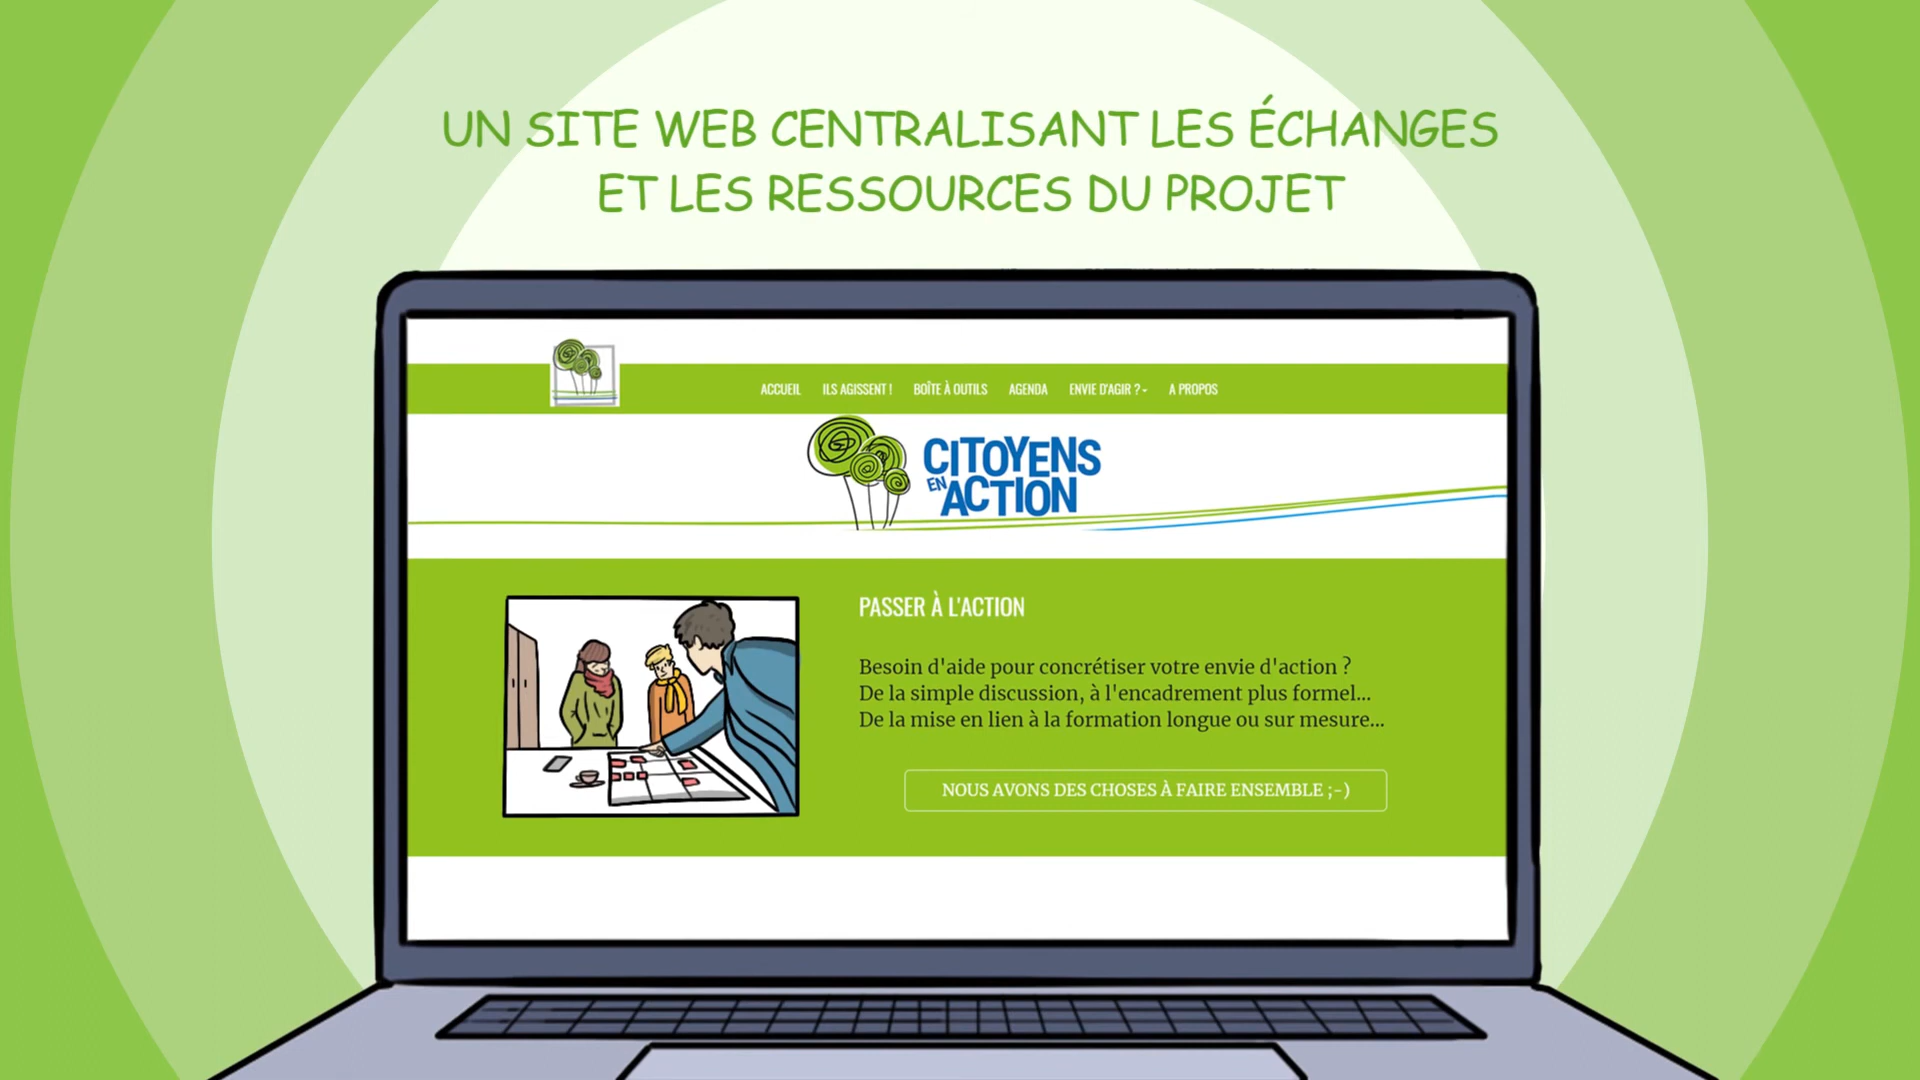 UN SITE WEB CENTRALISANT LES ÉCHANGES
ET LES RESSOURCES DU PROJET
ACCUEIL ILS AGISSENT ! BOÎTE À OUTILS AGENDA ENVIE D'AGIR ? A PROPOS
CITOYENS
EN ACTION
PASSER À L'ACTION
Besoin d'aide pour concrétiser votre envie d'action ?
De la simple discussion, à l'encadrement plus formel...
De la mise en lien à la formation longue ou sur mesure...
NOUS AVONS DES CHOSES À FAIRE ENSEMBLE ;-)